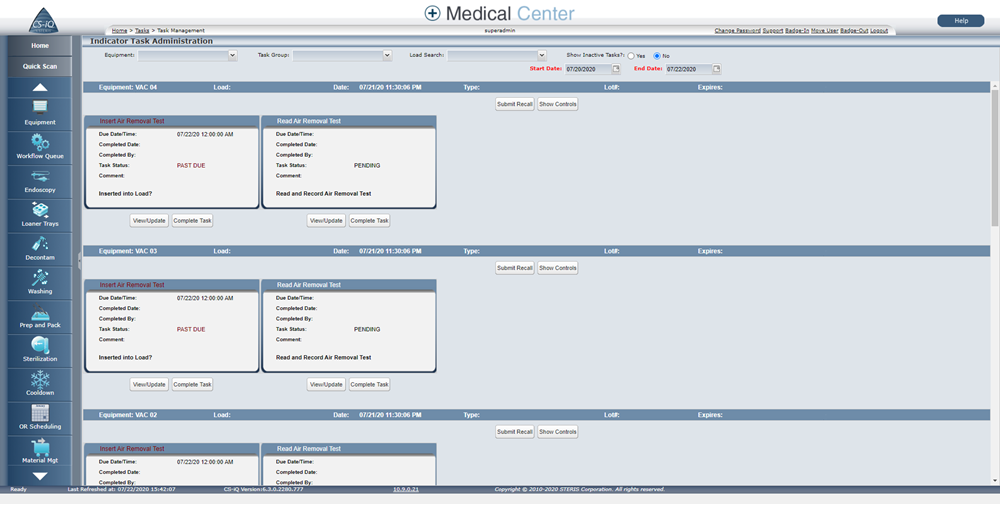 CS-iQ
Medical Center
Help
Home > Tasks > Task Management
superadmin
Change Password Support Badge-In Move User Badge-Out Logout
Home
Quick Scan
Equipment
Workflow Queue
Endoscopy
Loaner Trays
Decontam
Washing
Prep and Pack
Sterilization
Cooldown
OR Scheduling
Material Mgt
Indicator Task Administration
Equipment: Task Group: Load Search: Show Inactive Tasks?: Yes No
Start Date: 07/20/2020 End Date: 07/22/2020
Equipment: VAC 04 Load: Date: 07/21/20 11:30:06 PM Type: Lot#: Expires:
Submit Recall Show Controls
Insert Air Removal Test
Due Date/Time: 07/22/20 12:00:00 AM
Completed Date:
Completed By:
Task Status: PAST DUE
Comment:
Inserted into Load?
View/Update Complete Task
Read Air Removal Test
Due Date/Time:
Completed Date:
Completed By:
Task Status: PENDING
Comment:
Read and Record Air Removal Test
View/Update Complete Task
Equipment: VAC 03 Load: Date: 07/21/20 11:30:06 PM Type: Lot#: Expires:
Submit Recall Show Controls
Insert Air Removal Test
Due Date/Time: 07/22/20 12:00:00 AM
Completed Date:
Completed By:
Task Status: PAST DUE
Comment:
Inserted into Load?
View/Update Complete Task
Read Air Removal Test
Due Date/Time:
Completed Date:
Completed By:
Task Status: PENDING
Comment:
Read and Record Air Removal Test
View/Update Complete Task
Equipment: VAC 02 Load: Date: 07/21/20 11:30:06 PM Type: Lot#: Expires:
Submit Recall Show Controls
Insert Air Removal Test
Due Date/Time: 07/22/20 12:00:00 AM
Completed Date:
Completed By:
Read Air Removal Test
Due Date/Time:
Completed Date:
Completed By:
Ready Last Refreshed at: 07/22/2020 15:42:07 CS-iQ Version:6.3.0.2280.777 10.9.0.21 Copyright © 2010-2020 STERIS Corporation. All rights reserved.